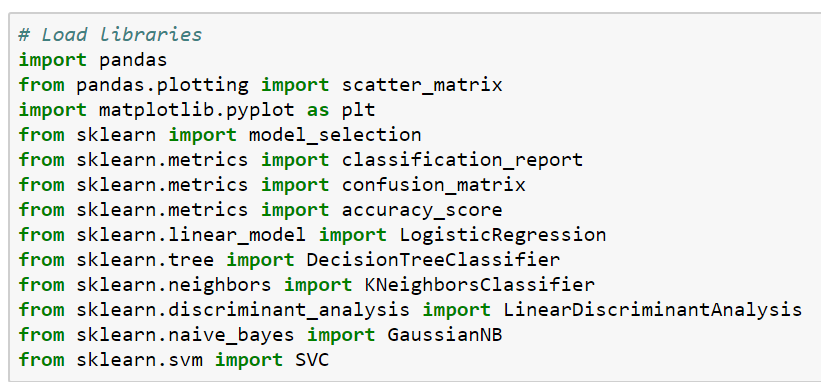 # Load libraries
import pandas
from pandas.plotting import scatter_matrix
import matplotlib.pyplot as plt
from sklearn import model_selection
from sklearn.metrics import classification_report
from sklearn.metrics import confusion_matrix
from sklearn.metrics import accuracy_score
from sklearn.linear_model import LogisticRegression
from sklearn.tree import DecisionTreeClassifier
from sklearn.neighbors import KNeighborsClassifier
from sklearn.discriminant_analysis import LinearDiscriminantAnalysis
from sklearn.naive_bayes import GaussianNB
from sklearn.svm import SVC